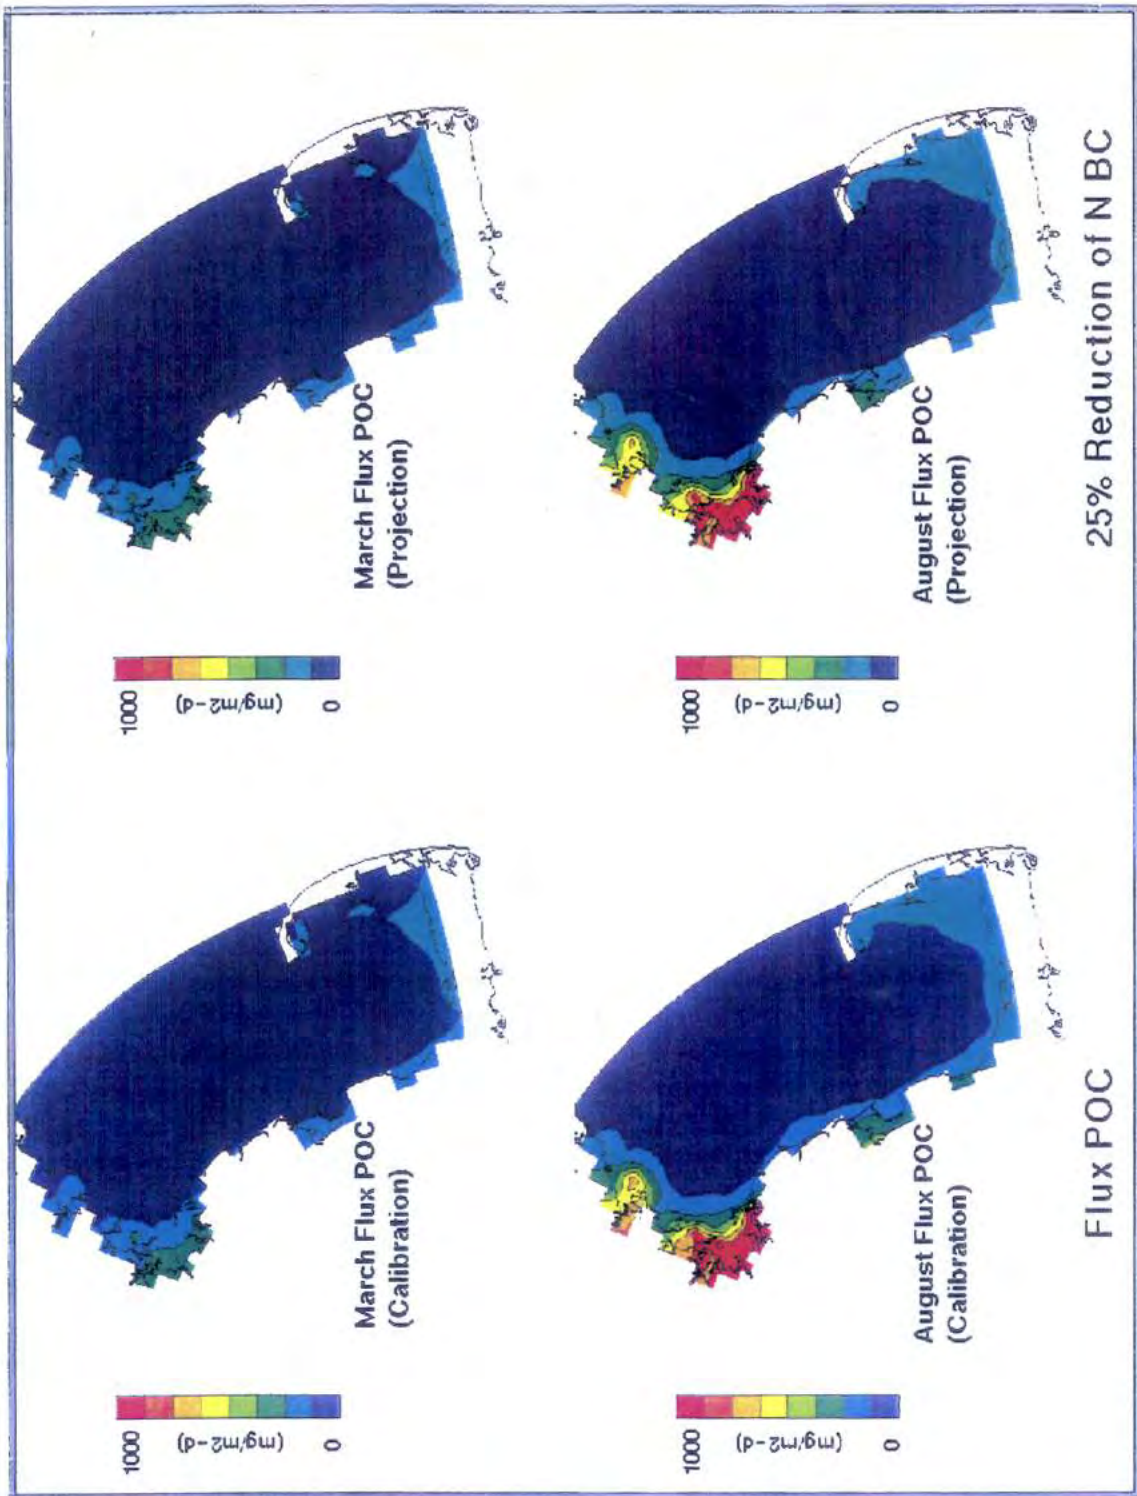 1000
(mg/m2-d)
0
March Flux POC
(Calibration)
1000
(mg/m2-d)
0
March Flux POC
(Projection)
1000
(mg/m2-d)
0
August Flux POC
(Calibration)
1000
(mg/m2-d)
0
August Flux POC
(Projection)
Flux POC
25% Reduction of N BC